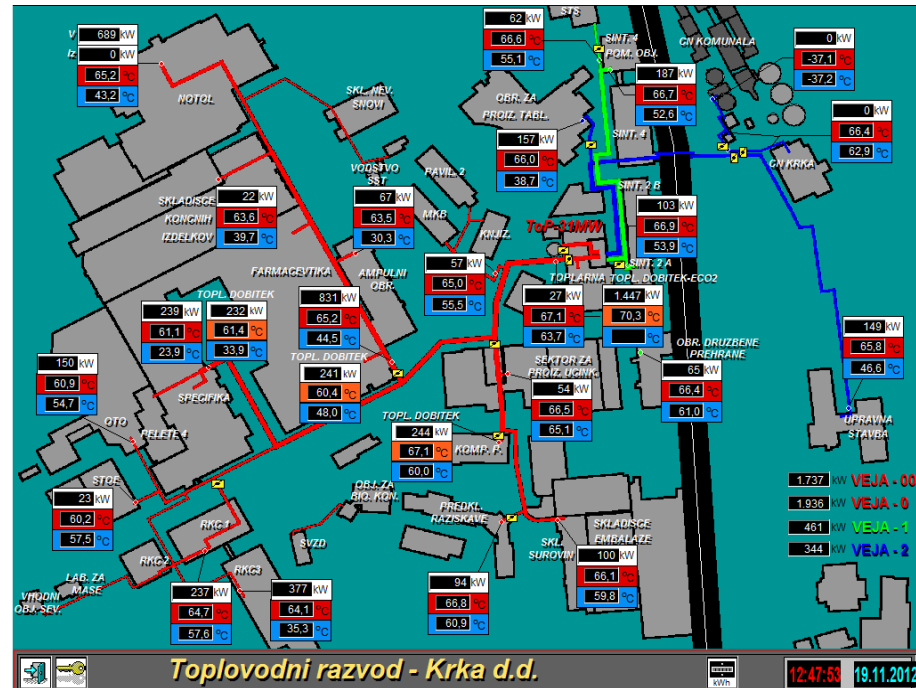 V 689 kW
Iz 0 kW
65,2 °C
43,2 °C
NOTOL
SKL. NEV.
SNOVI
62 kW
66,6 °C
55,1 °C
STS
SINT. 4
POM. OBJ.
187 kW
66,7 °C
52,6 °C
CN KOMUNALA
0 kW
-37,1 °C
-37,2 °C
OBR. ZA
PROIZ. TABL.
157 kW
66,0 °C
38,7 °C
SINT. 4
0 kW
66,4 °C
62,9 °C
CN KRKA
VODSTVO
SST
PAVIL. 2
22 kW
63,6 °C
39,7 °C
SKLADISCE
KONCNIH
IZDELKOV
67 kW
63,5 °C
30,3 °C
MKB
KNJIZ.
SINT. 2 B
103 kW
66,9 °C
53,9 °C
ToP-31MW
SINT. 2 A
FARMACEVTIKA
AMPULNI
OBR.
57 kW
65,0 °C
55,5 °C
TOPLARNA
TOPL. DOBITEK-ECO2
27 kW
67,1 °C
63,7 °C
1.447 kW
70,3 °C
°C
TOPL. DOBITEK
239 kW
61,1 °C
23,9 °C
232 kW
61,4 °C
33,9 °C
831 kW
65,2 °C
44,5 °C
TOPL. DOBITEK
241 kW
60,4 °C
48,0 °C
OBR. DRUZBENE
PREHRANE
65 kW
66,4 °C
61,0 °C
149 kW
65,8 °C
46,6 °C
UPRAVNA
STAVBA
150 kW
60,9 °C
54,7 °C
SPECIFIKA
OTO
PELETE 4
SEKTOR ZA
PROIZ. UCINK.
54 kW
66,5 °C
65,1 °C
TOPL. DOBITEK
244 kW
67,1 °C
60,0 °C
KOMP. P.
STCE
23 kW
60,2 °C
57,5 °C
OBJ. ZA
BIO. KON.
PREDKL.
RAZISKAVE
1.737 kW VEJA - 00
1.936 kW VEJA - 0
461 kW VEJA - 1
344 kW VEJA - 2
RKC 1
RKC 2
RKC3
SVZD
SKL.
SUROVIN
SKLADISCE
EMBALAZE
100 kW
66,1 °C
59,8 °C
LAB. ZA
MASE
VHODNI
OBJ. SEV.
237 kW
64,7 °C
57,6 °C
377 kW
64,1 °C
35,3 °C
94 kW
66,8 °C
60,9 °C
Toplovodni razvod - Krka d.d.
kWh
12:47:53 19.11.2012